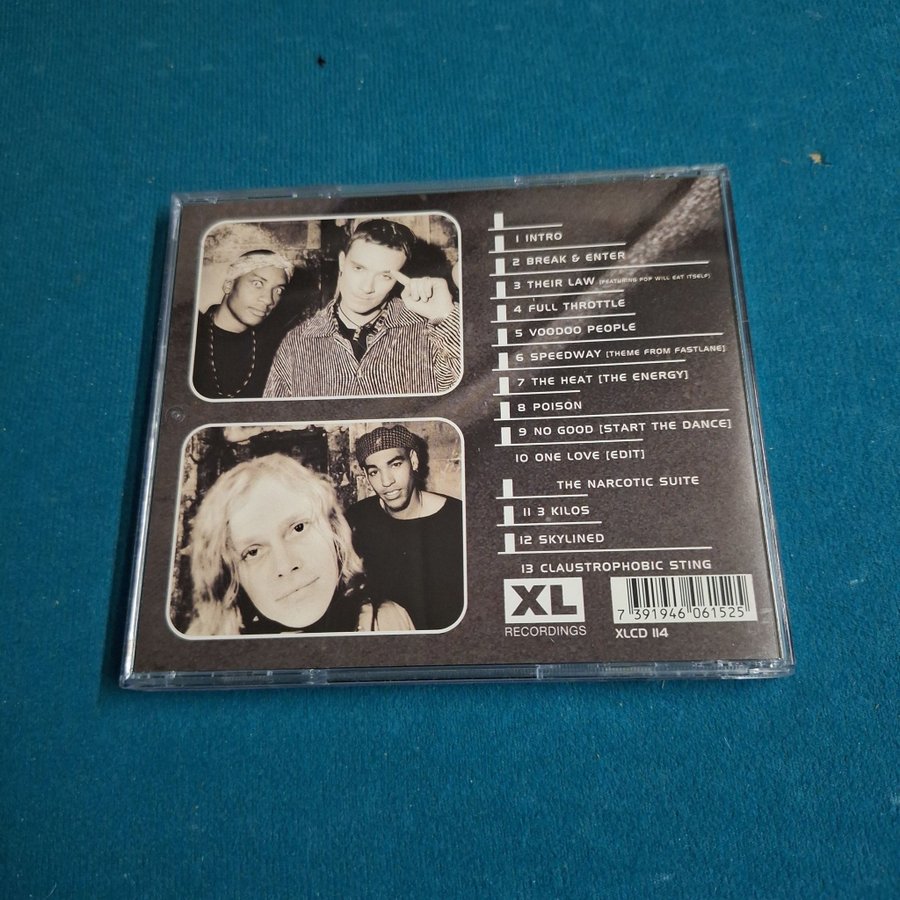 1 INTRO
2 BREAK & ENTER
3 THEIR LAW [FEATURING POP WILL EAT ITSELF]
4 FULL THROTTLE
5 VOODOO PEOPLE
6 SPEEDWAY [THEME FROM FASTLANE]
7 THE HEAT [THE ENERGY]
8 POISON
9 NO GOOD [START THE DANCE]
10 ONE LOVE [EDIT]
THE NARCOTIC SUITE
11 3 KILOS
12 SKYLINED
13 CLAUSTROPHOBIC STING
XL
RECORDINGS
7 391946 061525
XLCD 114